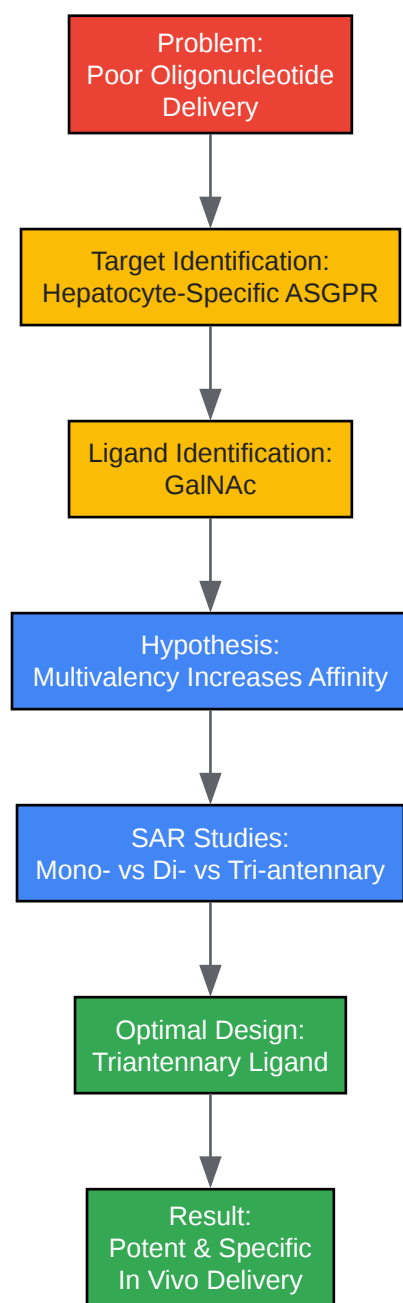 Problem:
Poor Oligonucleotide
Delivery
Target Identification:
Hepatocyte-Specific ASGPR
Ligand Identification:
GalNAc
Hypothesis:
Multivalency Increases Affinity
SAR Studies:
Mono- vs Di- vs Tri-antennary
Optimal Design:
Triantennary Ligand
Result:
Potent & Specific
In Vivo Delivery